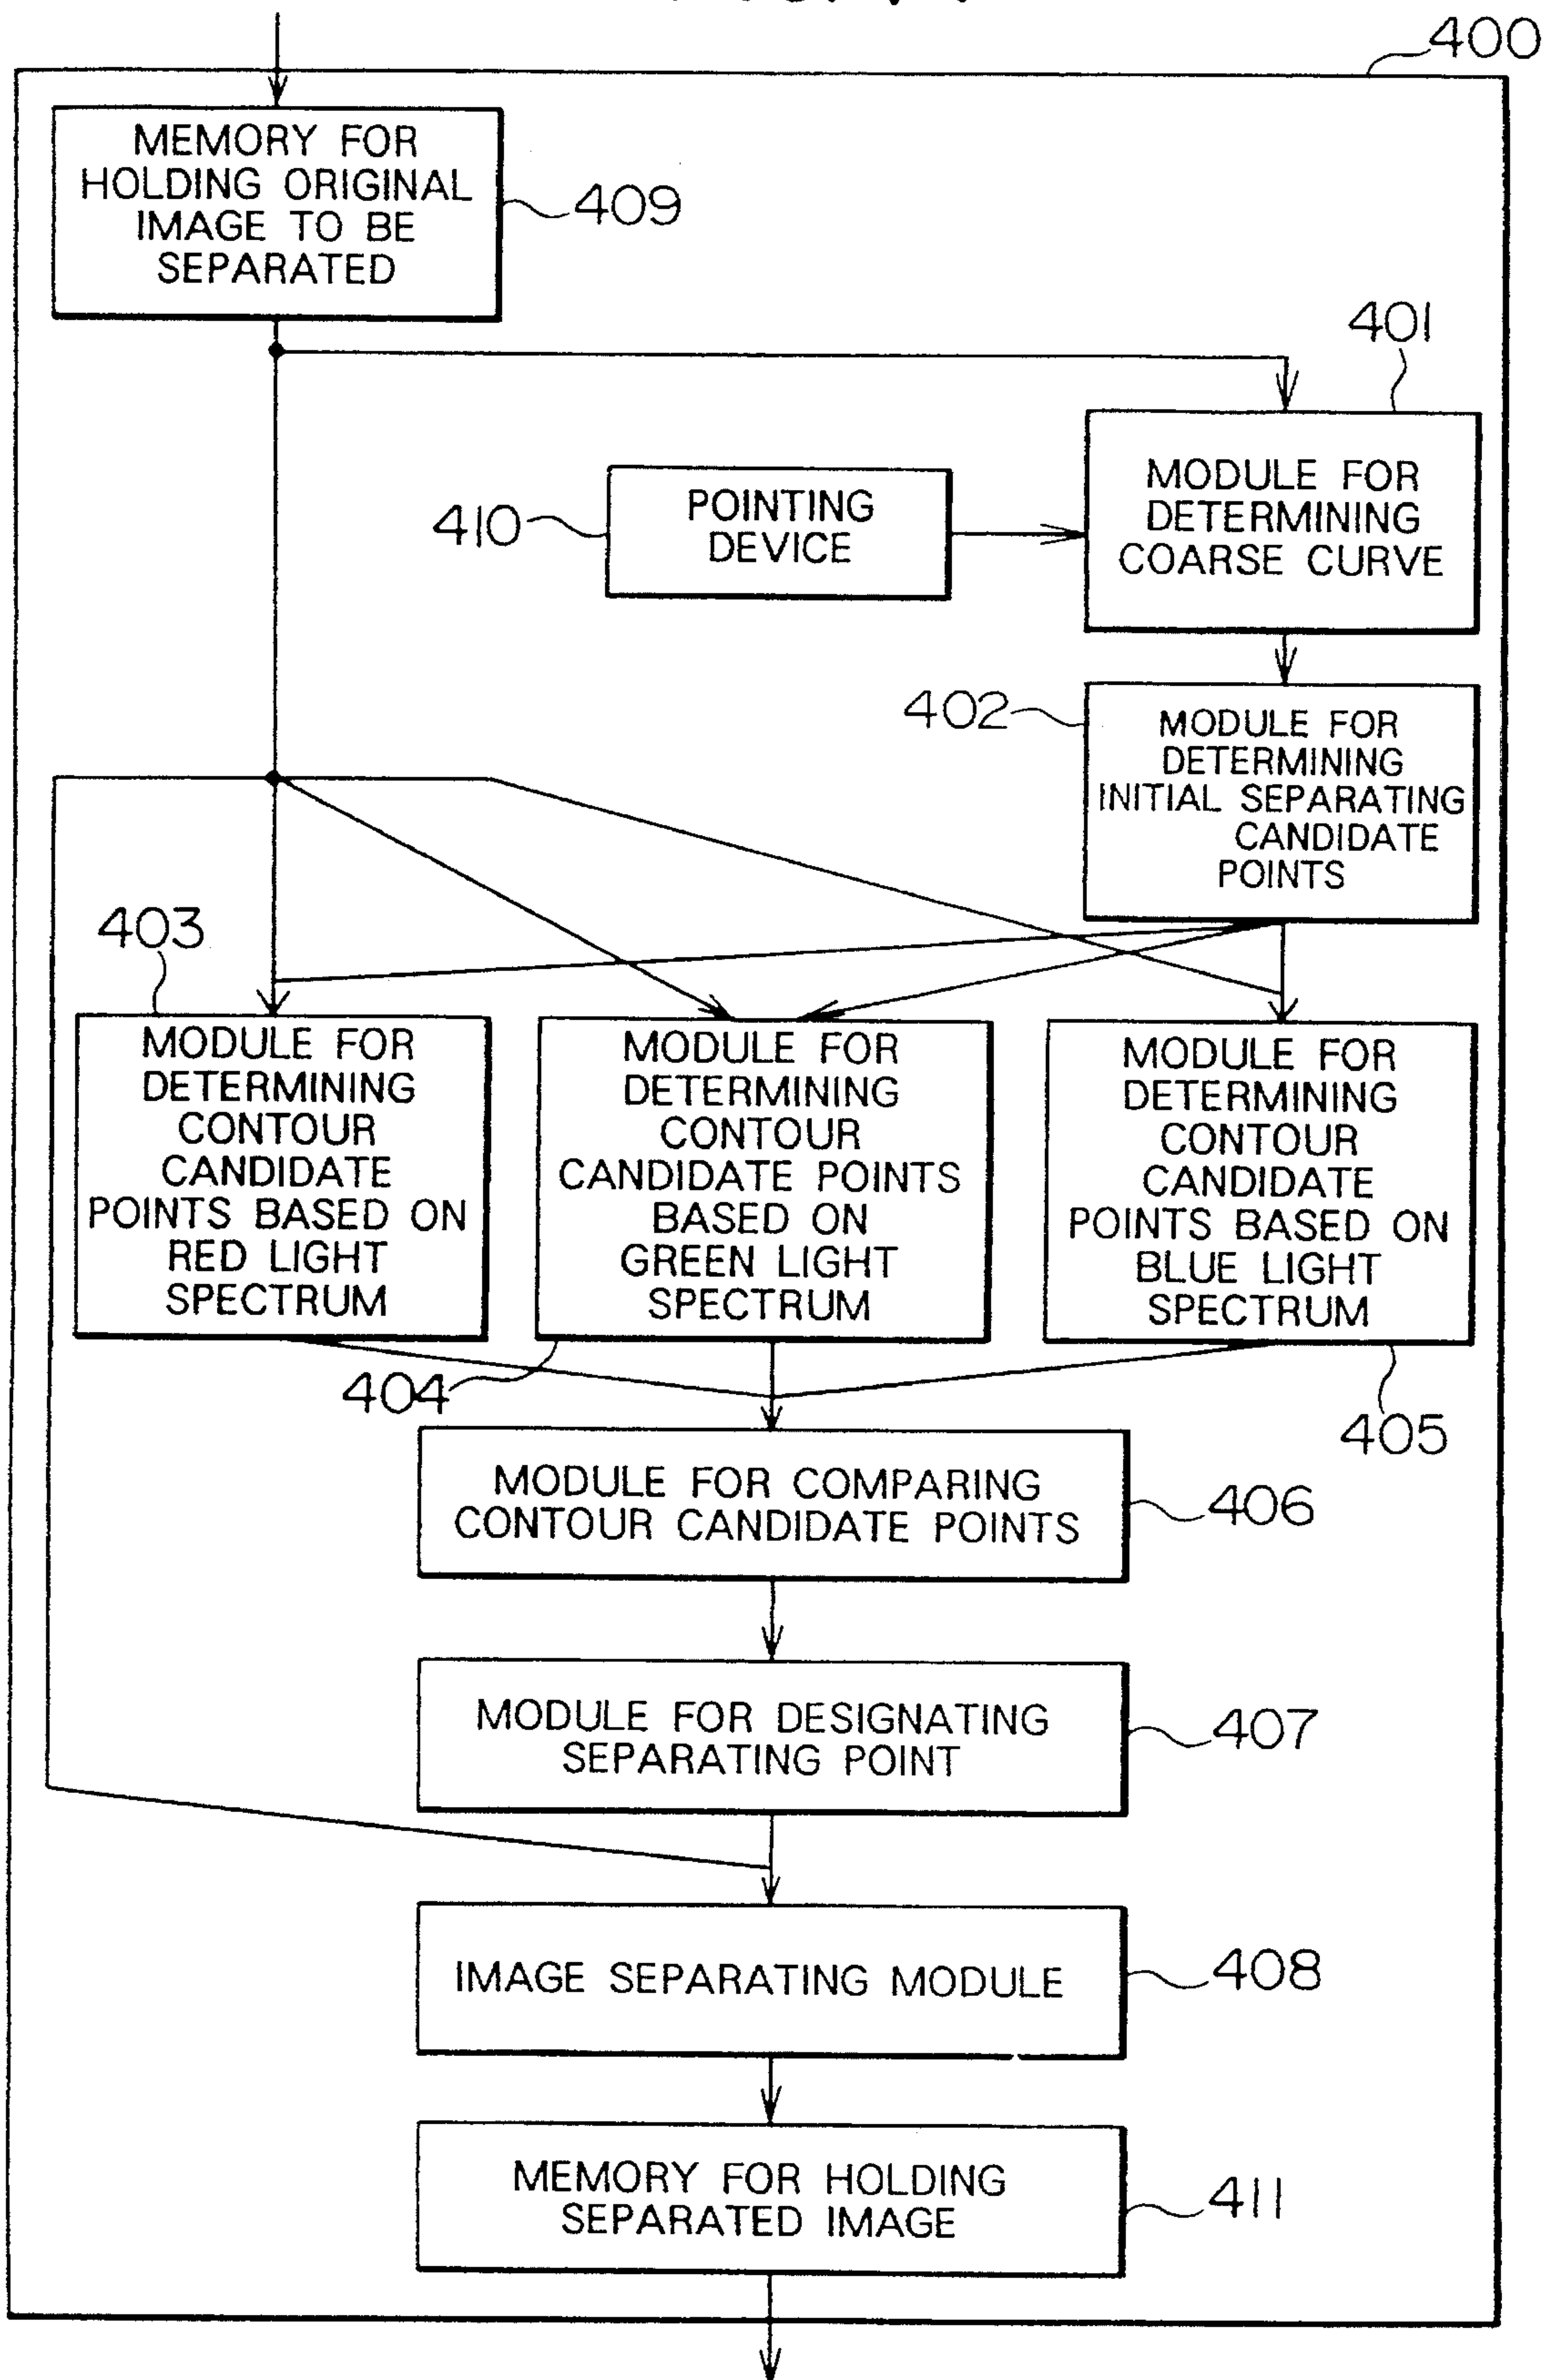 400
MEMORY FOR
HOLDING ORIGINAL
IMAGE TO BE
SEPARATED
409
401
MODULE FOR
DETERMINING
COARSE CURVE
POINTING
DEVICE
410
402
MODULE FOR
DETERMINING
INITIAL SEPARATING
CANDIDATE
POINTS
403
MODULE FOR
DETERMINING
CONTOUR
CANDIDATE
POINTS BASED ON
RED LIGHT
SPECTRUM
MODULE FOR
DETERMINING
CONTOUR
CANDIDATE POINTS
BASED ON
GREEN LIGHT
SPECTRUM
MODULE FOR
DETERMINING
CONTOUR
CANDIDATE
POINTS BASED ON
BLUE LIGHT
SPECTRUM
404
405
MODULE FOR COMPARING
CONTOUR CANDIDATE POINTS
406
MODULE FOR DESIGNATING
SEPARATING POINT
407
IMAGE SEPARATING MODULE
408
MEMORY FOR HOLDING
SEPARATED IMAGE
411